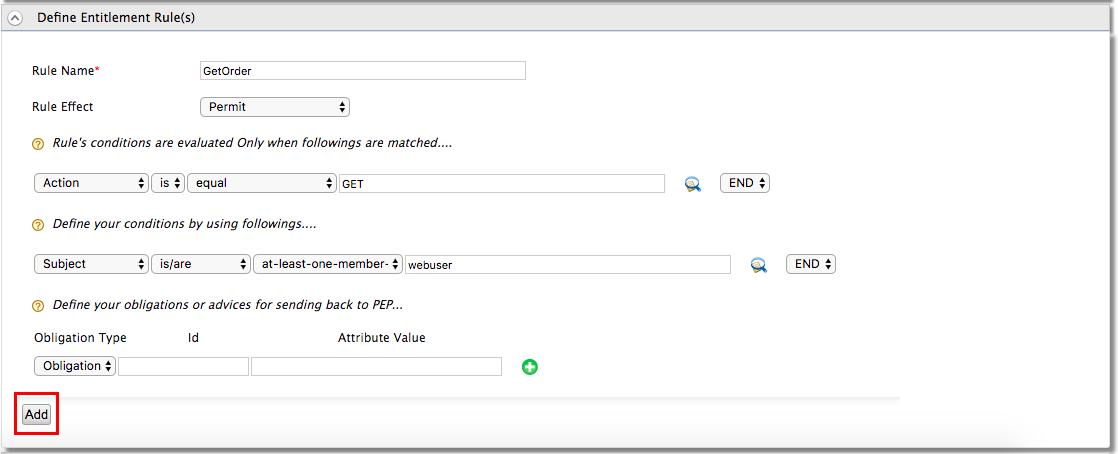 Define Entitlement Rule(s)
Rule Name* GetOrder
Rule Effect Permit
? Rule's conditions are evaluated Only when followings are matched....
Action is equal GET END
? Define your conditions by using followings....
Subject is/are at-least-one-member- webuser END
? Define your obligations or advices for sending back to PEP...
Obligation Type Id Attribute Value
Obligation
Add